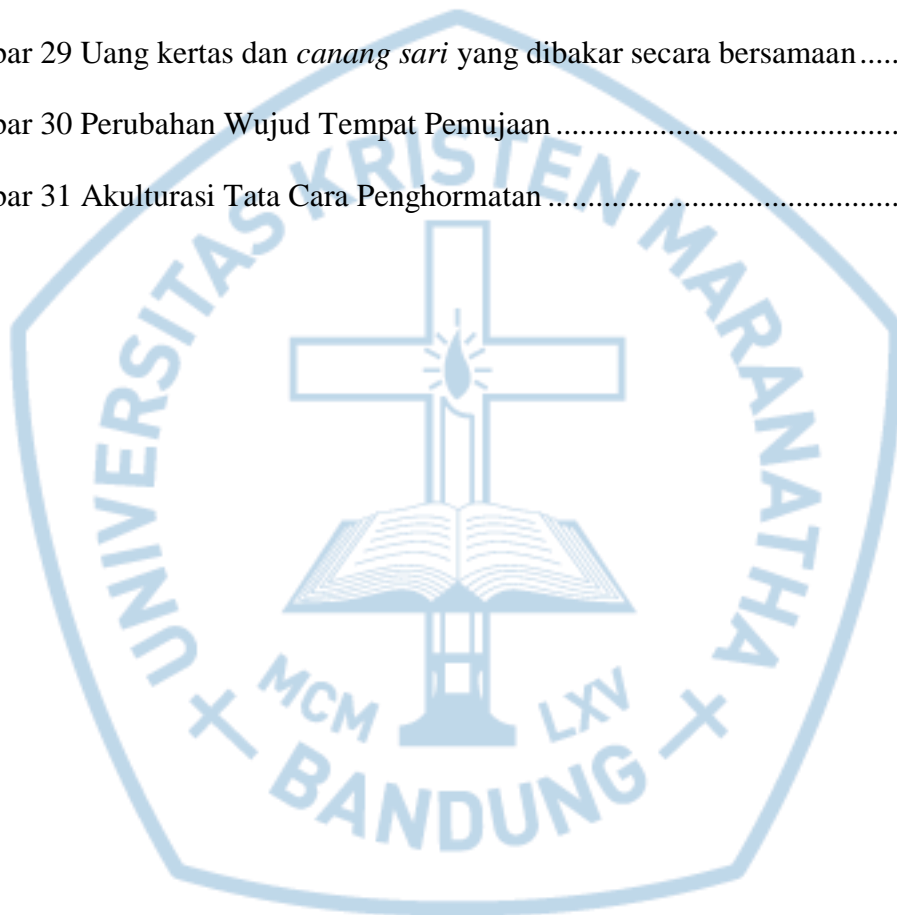 bar 29 Uang kertas dan canang sari yang dibakar secara bersamaan.....
bar 30 Perubahan Wujud Tempat Pemujaan.......................................
bar 31 Akulturasi Tata Cara Penghormatan........................................
UNIVERSITAS KRISTEN MARANATHA
MCM LXV
BANDUNG